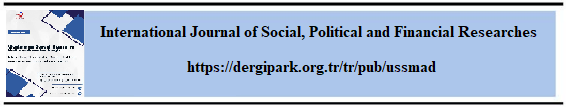 International Journal of Social, Political and Financial Researches
https://dergipark.org.tr/tr/pub/ussmad